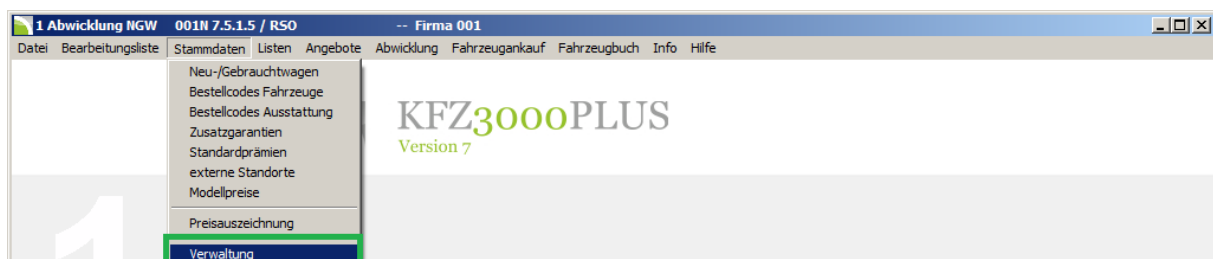 1 Abwicklung NGW 001N 7.5.1.5 / RSO -- Firma 001
Datei Bearbeitungsliste Stammdaten Listen Angebote Abwicklung Fahrzeugankauf Fahrzeugbuch Info Hilfe
Neu-/Gebrauchtwagen
Bestellcodes Fahrzeuge
Bestellcodes Ausstattung
Zusatzgarantien
Standardprämien
externe Standorte
Modellpreise
Preisauszeichnung
Verwaltung
KFZ3000PLUS
Version 7
1